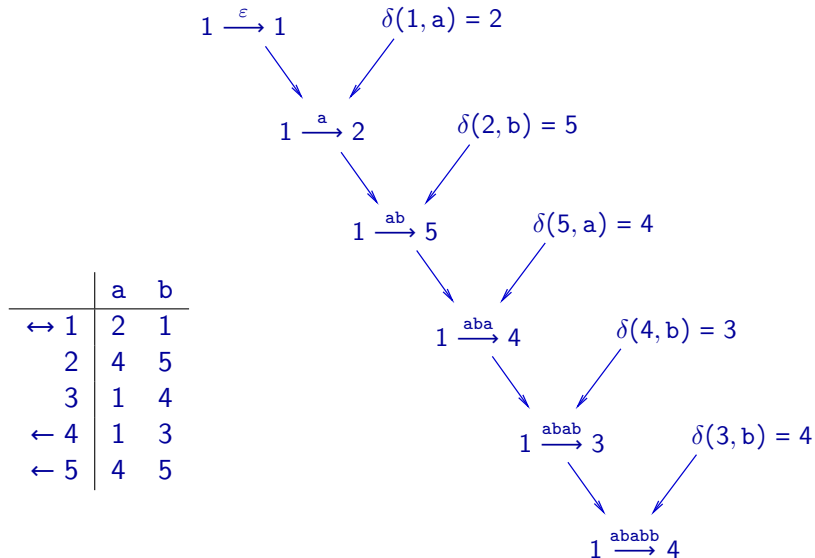 1 —ε→ 1    δ(1, a) = 2
1 —a→ 2    δ(2, b) = 5
1 —ab→ 5    δ(5, a) = 4
1 —aba→ 4    δ(4, b) = 3
1 —abab→ 3    δ(3, b) = 4
1 —ababb→ 4
a b
↔ 1 2 1
2 4 5
3 1 4
← 4 1 3
← 5 4 5